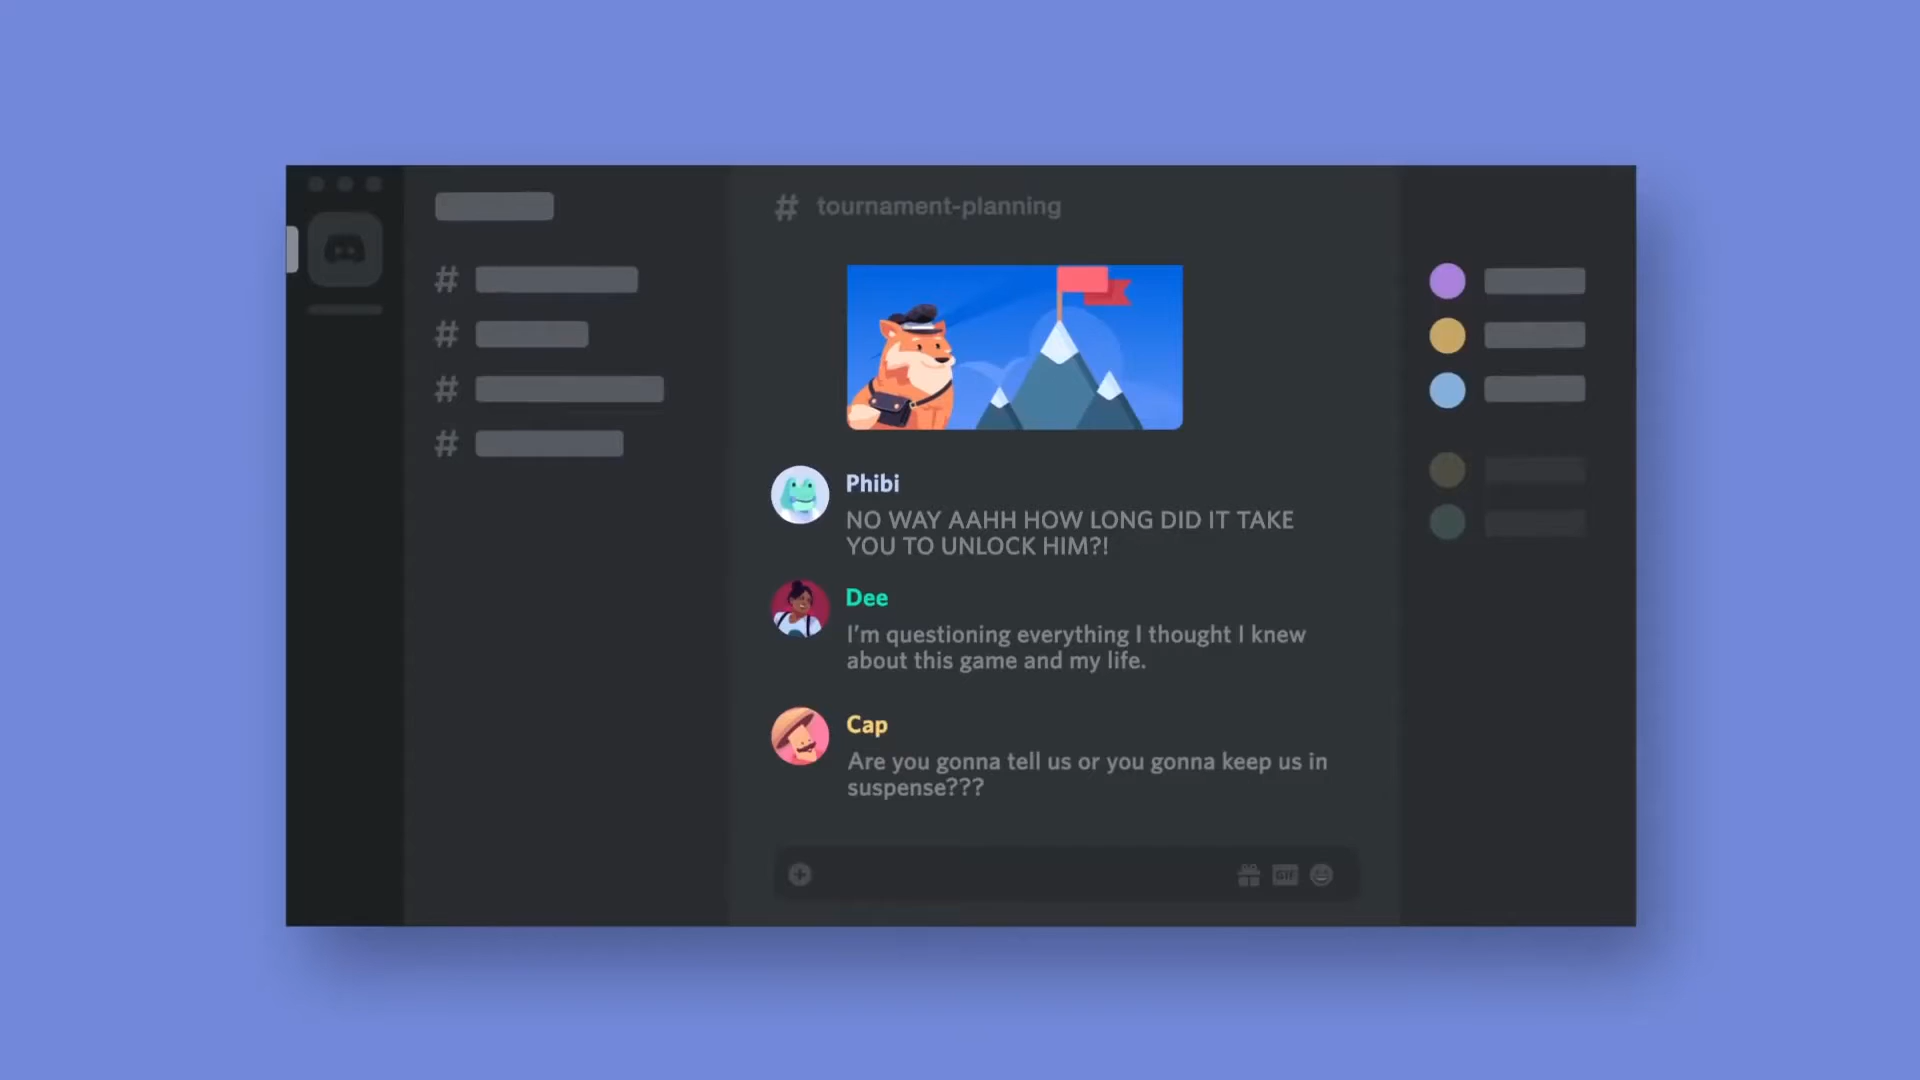 # tournament-planning
#
#
#
#
Phibi
NO WAY AAHH HOW LONG DID IT TAKE
YOU TO UNLOCK HIM?!
Dee
I'm questioning everything I thought I knew
about this game and my life.
Cap
Are you gonna tell us or you gonna keep us in
suspense???
GIF